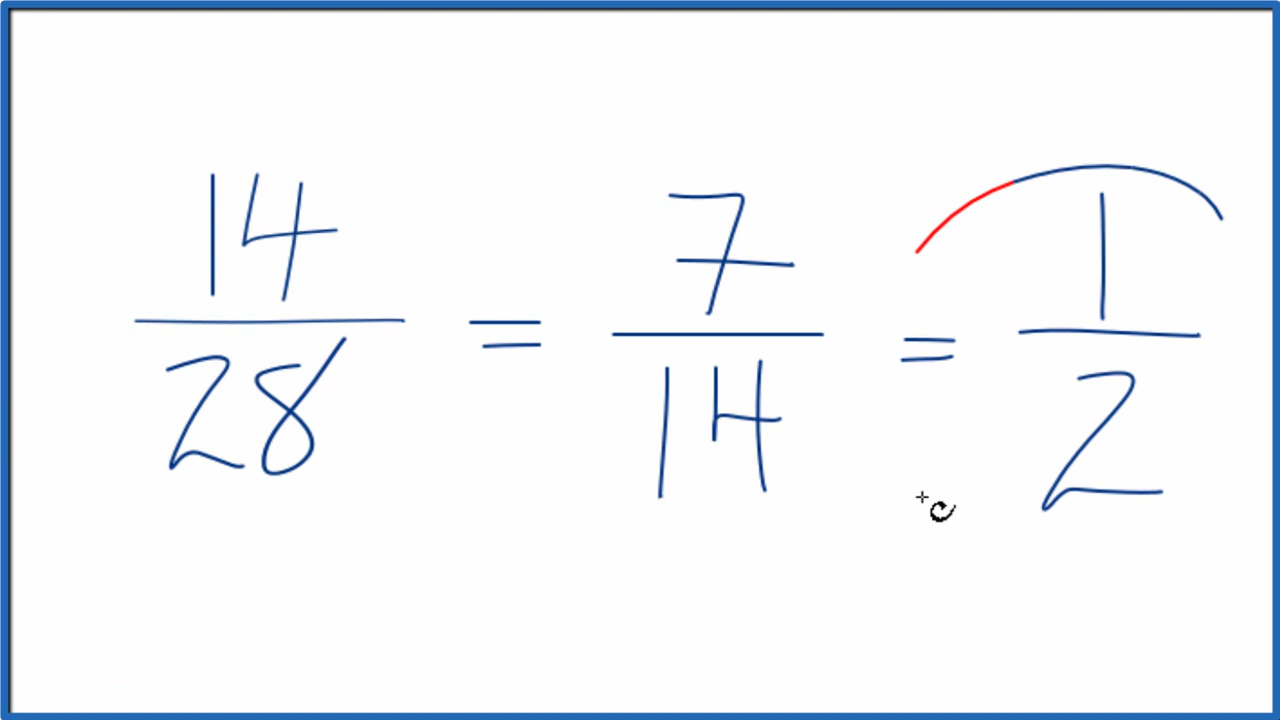 14/28 = 7/14 = 1/2